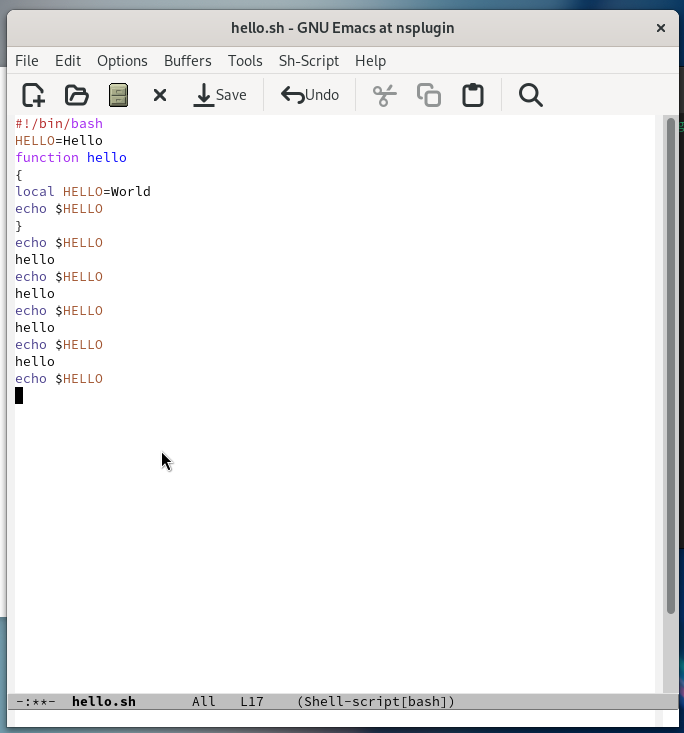 hello.sh - GNU Emacs at nsplugin
File Edit Options Buffers Tools Sh-Script Help
Save Undo
#!/bin/bash
HELLO=Hello
function hello
{
local HELLO=World
echo $HELLO
}
echo $HELLO
hello
echo $HELLO
hello
echo $HELLO
hello
echo $HELLO
hello
echo $HELLO
-:**- hello.sh All L17 (Shell-script[bash])